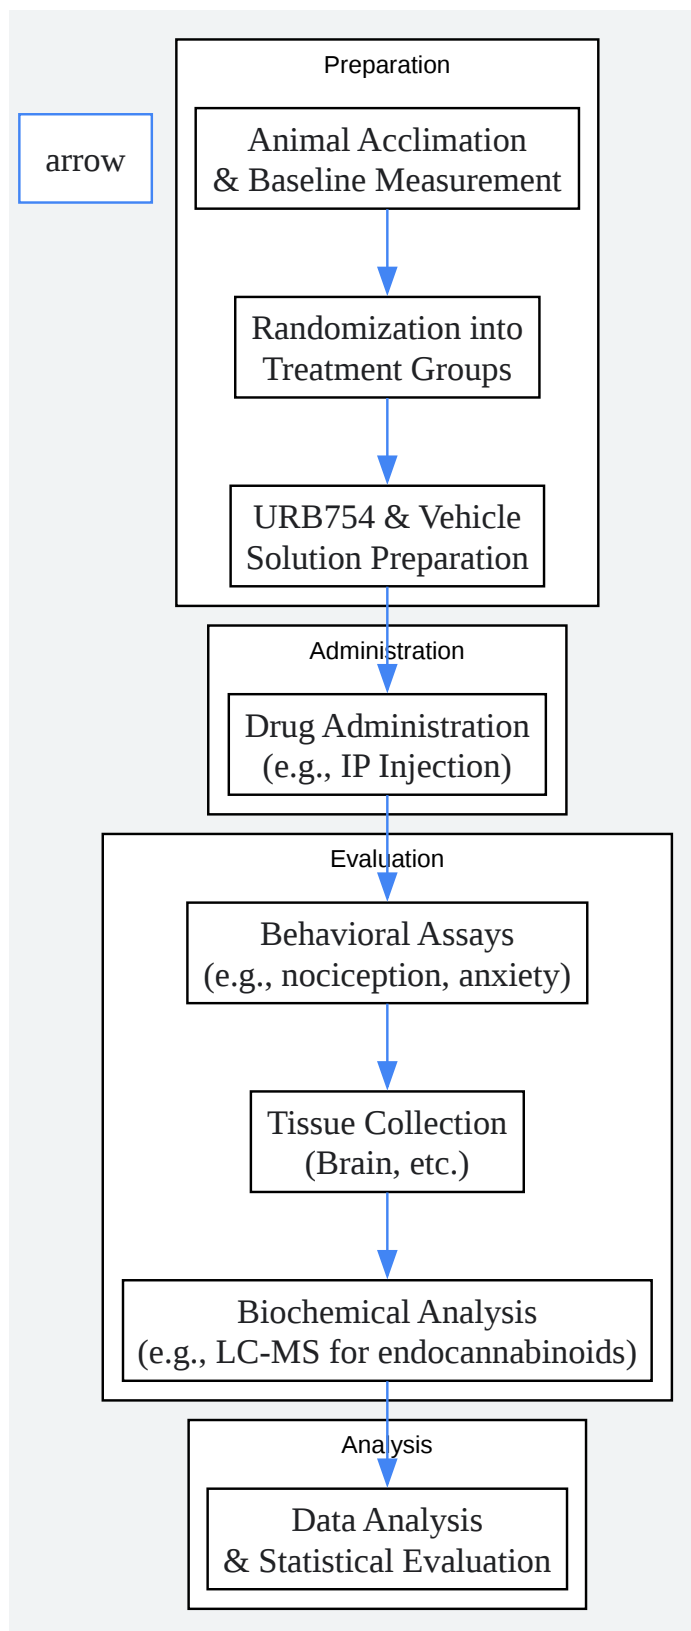 Preparation
arrow
Animal Acclimation
& Baseline Measurement
Randomization into
Treatment Groups
URB754 & Vehicle
Solution Preparation
Administration
Drug Administration
(e.g., IP Injection)
Evaluation
Behavioral Assays
(e.g., nociception, anxiety)
Tissue Collection
(Brain, etc.)
Biochemical Analysis
(e.g., LC-MS for endocannabinoids)
Analysis
Data Analysis
& Statistical Evaluation